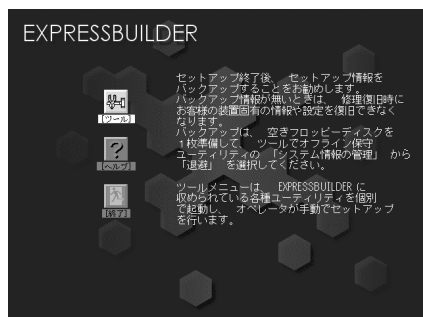 EXPRESSBUILDER
セットアップ終了後、 セットアップ情報を
バックアップすることをお勧めします。
バックアップ情報が無いときは、 修理復旧時に
お客様の装置固有の情報や設定を復旧できなく
なります。
バックアップは、 空きフロッピーディスクを
1枚準備して ツールでオフライン保守
ユーティリティの 「システム情報の管理」 から
「退避」 を選択してください。
ツールメニューは、 EXPRESSBUILDER に
収められている各種ユーティリティを個別
で起動し、 オペレータが手動でセットアップ
を行います。
[ツール]
[ヘルプ]
[終了]